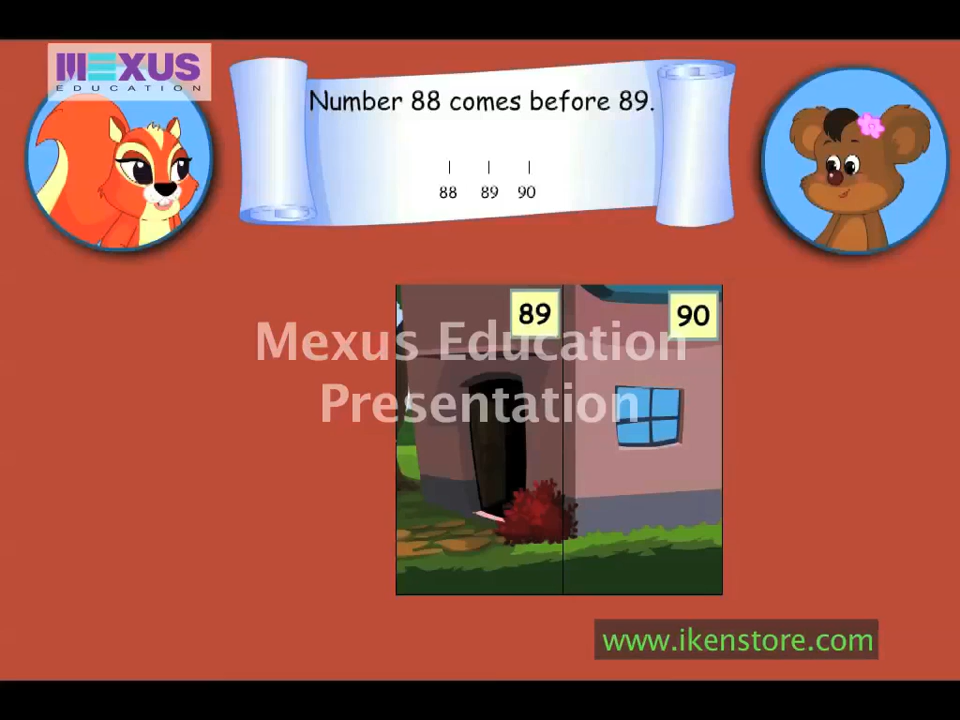 MEXUS
EDUCATION
Number 88 comes before 89.
88 89 90
89 90
Mexus Education
Presentation
www.ikenstore.com